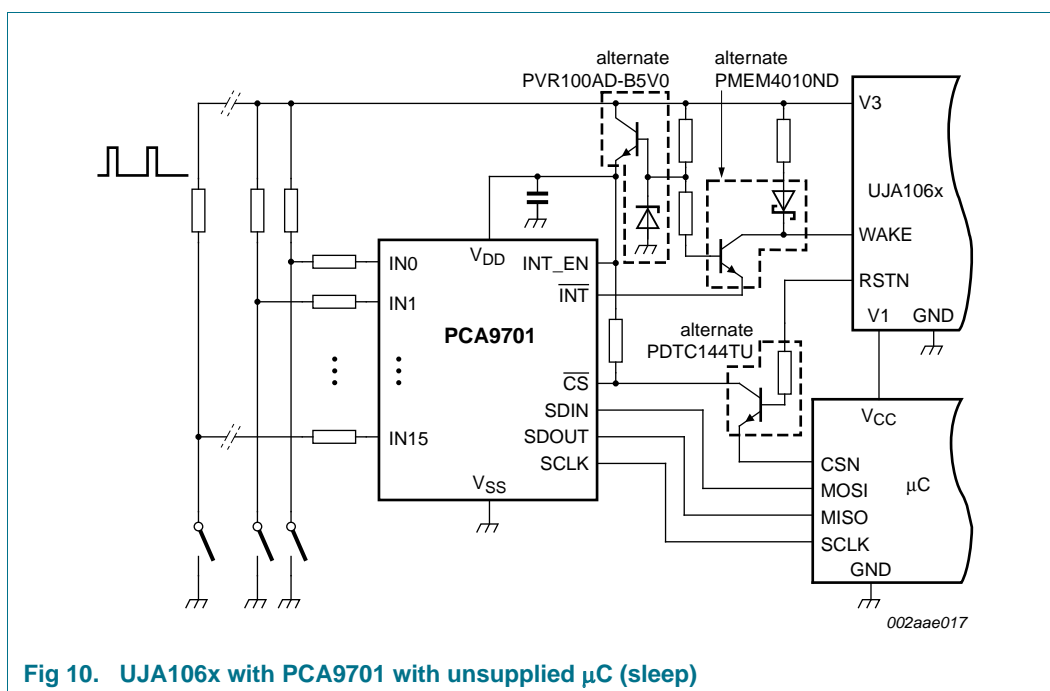 alternate
PVR100AD-B5V0
alternate
PMEM4010ND
V3
UJA106x
WAKE
RSTN
V1
GND
VDD
INT_EN
INT
IN0
IN1
PCA9701
alternate
PDTC144TU
CS
SDIN
SDOUT
SCLK
IN15
VSS
VCC
CSN
MOSI
MISO
SCLK
μC
GND
002aae017
Fig 10. UJA106x with PCA9701 with unsupplied μC (sleep)